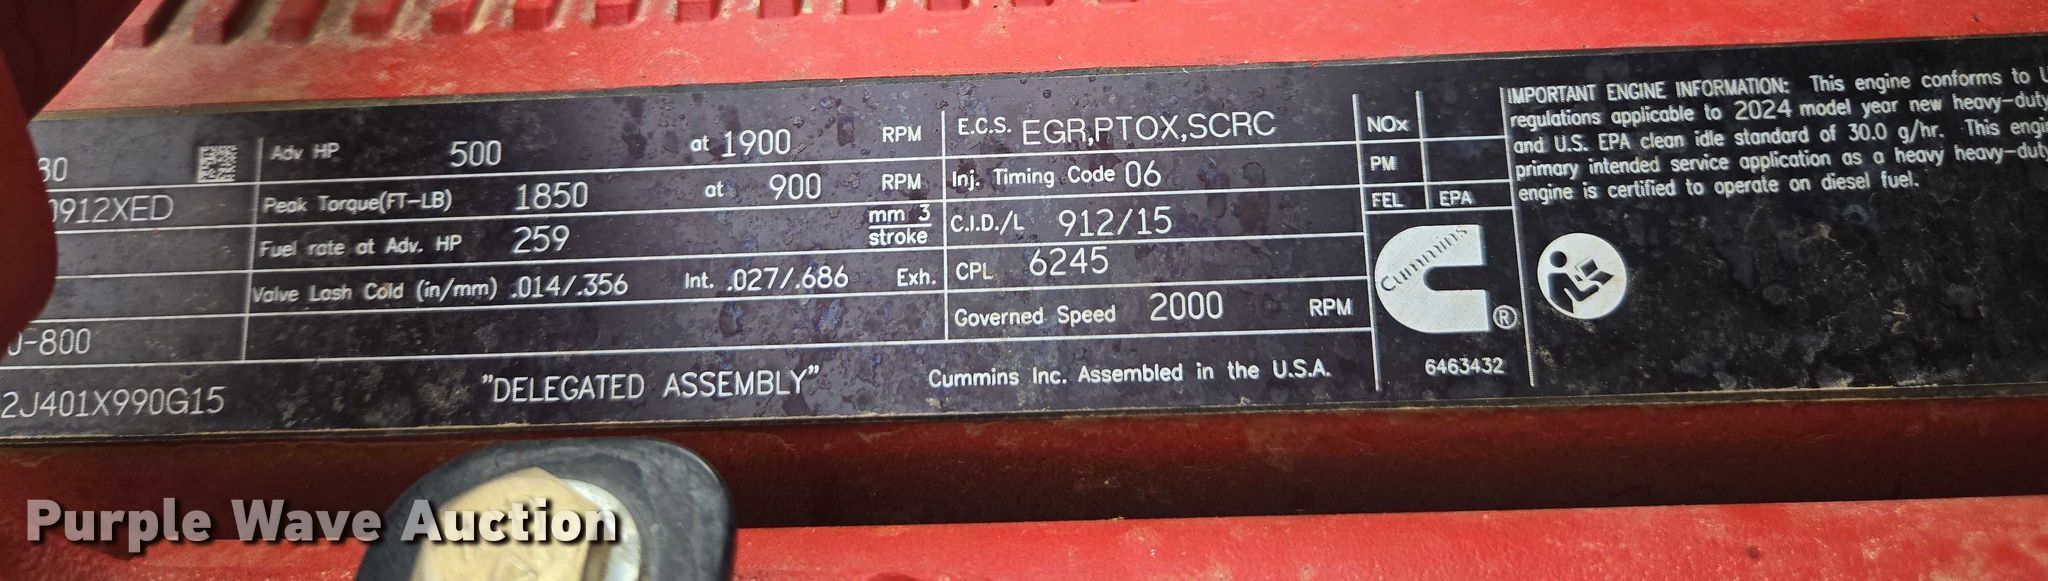 30
0912XED
0-800
2J401X990G15
Adv HP 500 at 1900 RPM
Peak Torque(FT-LB) 1850 at 900 RPM
Fuel rate at Adv. HP 259 mm 3
stroke
Valve Lash Cold (in/mm) .014/.356 Int. .027/.686 Exh.
"DELEGATED ASSEMBLY"
E.C.S. EGR,PTOX,SCRC
Inj. Timing Code 06
C.I.D./L 912/15
CPL 6245
Governed Speed 2000 RPM
Cummins Inc. Assembled in the U.S.A.
NOx
PM
FEL EPA
Cummins
®
6463432
IMPORTANT ENGINE INFORMATION: This engine conforms to U
regulations applicable to 2024 model year new heavy-duty
and U.S. EPA clean idle standard of 30.0 g/hr. This engi
primary intended service application as a heavy heavy-duty
engine is certified to operate on diesel fuel.
Purple Wave Auction